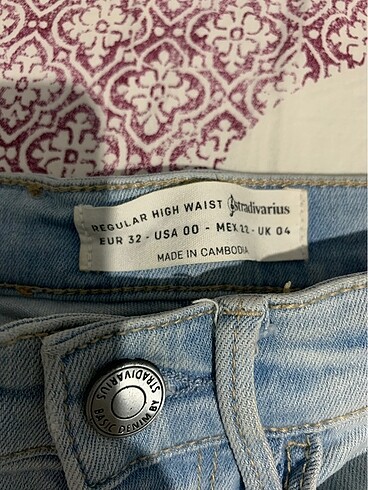 REGULAR HIGH WAIST Stradivarius
EUR 32 - USA 00 - MEX 22 - UK 04
MADE IN CAMBODIA
STRADIVARIUS
BASIC DENIM BY